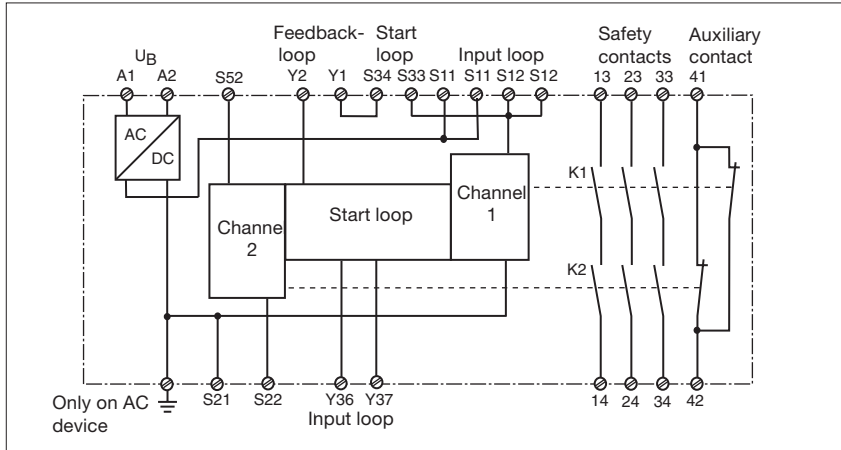 Feedback-
loop
Start
loop
Input loop
Safety
contacts
Auxiliary
contact
UB
A1 A2 S52 Y2 Y1 S34 S33 S11 S11 S12 S12 13 23 33 41
AC
DC
Channel
1
K1
Channel
2
Start loop
K2
Only on AC
device
S21 S22 Y36 Y37 14 24 34 42
Input loop